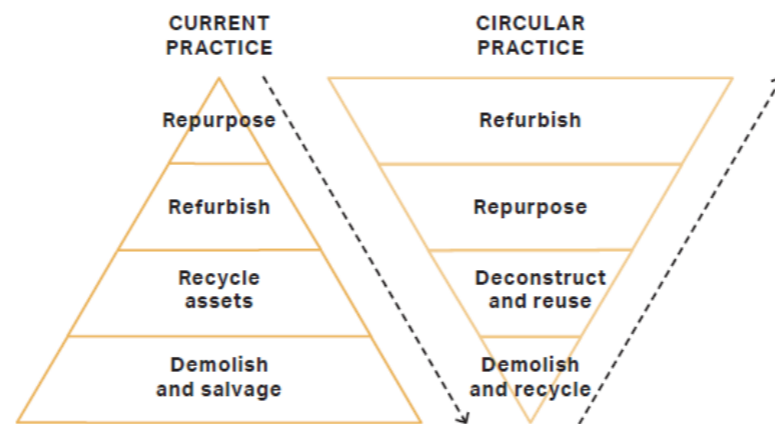 CURRENT
PRACTICE
Repurpose
Refurbish
Recycle
assets
Demolish
and salvage
CIRCULAR
PRACTICE
Refurbish
Repurpose
Deconstruct
and reuse
Demolish
and recycle